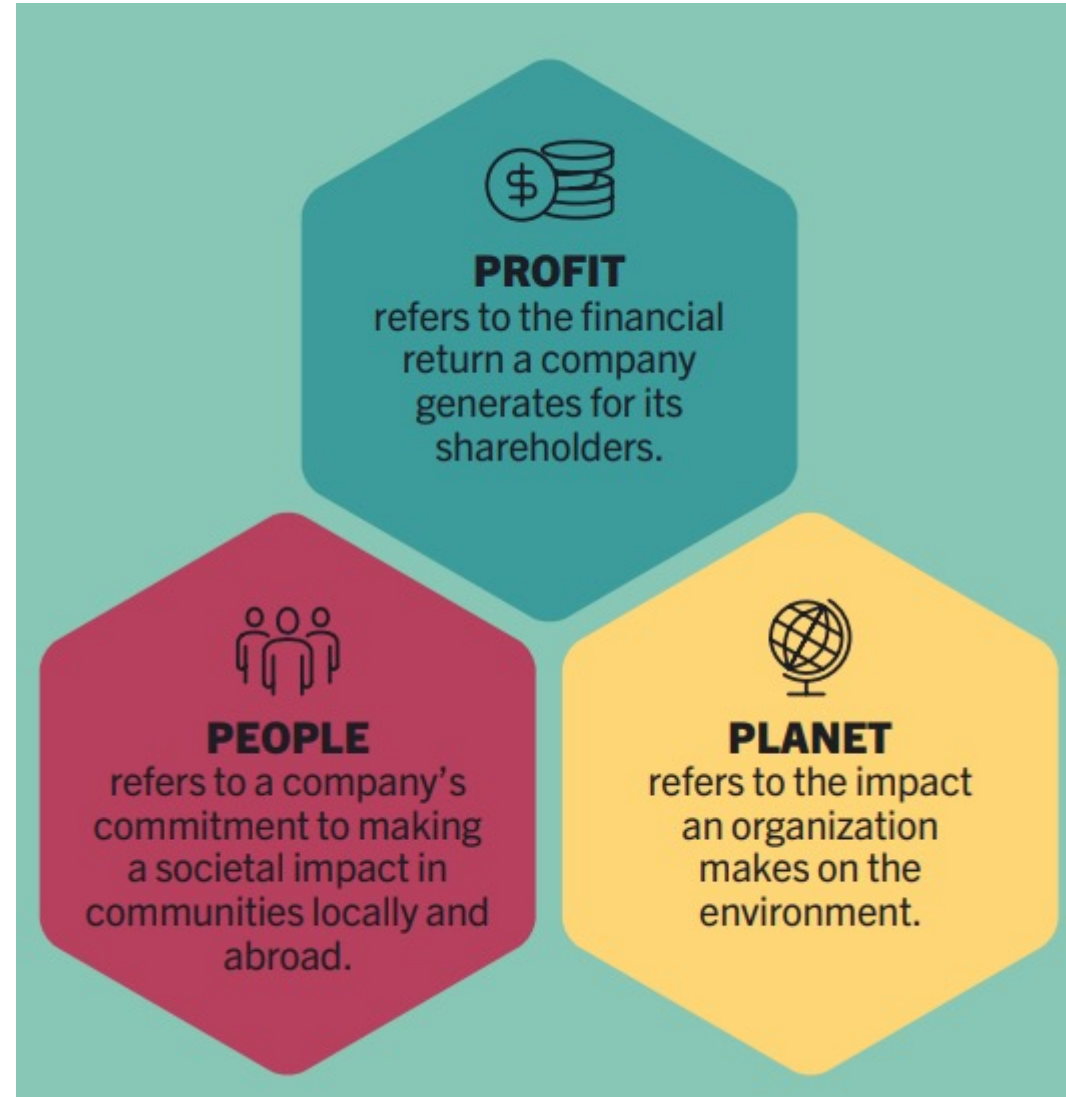 $
PROFIT
refers to the financial
return a company
generates for its
shareholders.
PEOPLE
refers to a company’s
commitment to making
a societal impact in
communities locally and
abroad.
PLANET
refers to the impact
an organization
makes on the
environment.